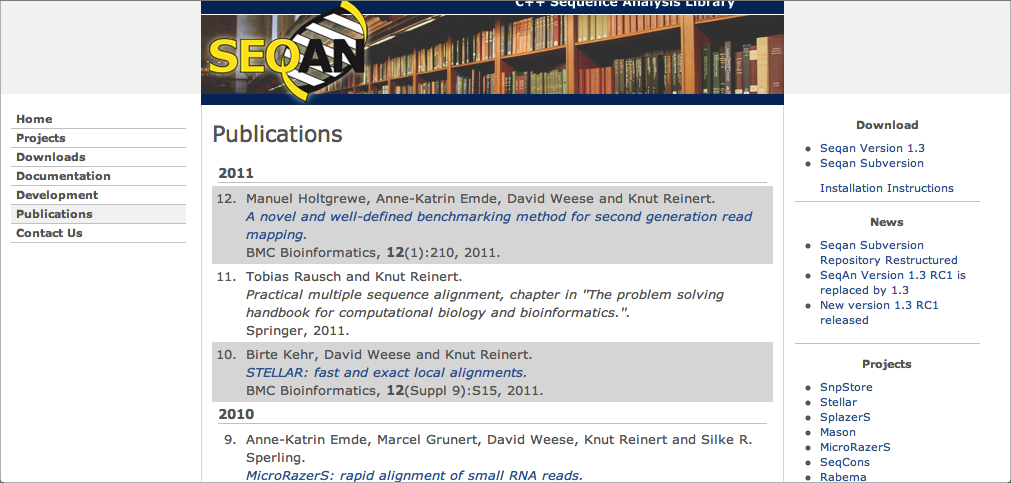 C++ Sequence Analysis Library
SEQAN
Home
Projects
Downloads
Documentation
Development
Publications
Contact Us
Publications
2011
12. Manuel Holtgrewe, Anne-Katrin Emde, David Weese and Knut Reinert.
A novel and well-defined benchmarking method for second generation read
mapping.
BMC Bioinformatics, 12(1):210, 2011.
11. Tobias Rausch and Knut Reinert.
Practical multiple sequence alignment, chapter in "The problem solving
handbook for computational biology and bioinformatics.".
Springer, 2011.
10. Birte Kehr, David Weese and Knut Reinert.
STELLAR: fast and exact local alignments.
BMC Bioinformatics, 12(Suppl 9):S15, 2011.
2010
9. Anne-Katrin Emde, Marcel Grunert, David Weese, Knut Reinert and Silke R.
Sperling.
MicroRazerS: rapid alignment of small RNA reads.
Download
Seqan Version 1.3
Seqan Subversion
Installation Instructions
News
Seqan Subversion
Repository Restructured
SeqAn Version 1.3 RC1 is
replaced by 1.3
New version 1.3 RC1
released
Projects
SnpStore
Stellar
SplazerS
Mason
MicroRazerS
SeqCons
Rabema